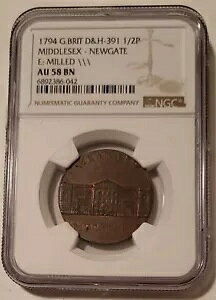 1794 G.BRIT D&H-391 1/2P
MIDDLESEX - NEWGATE
E: MILLED \\\
AU 58 BN
6892386-042
NUMISMATIC GUARANTY COMPANY
NGC